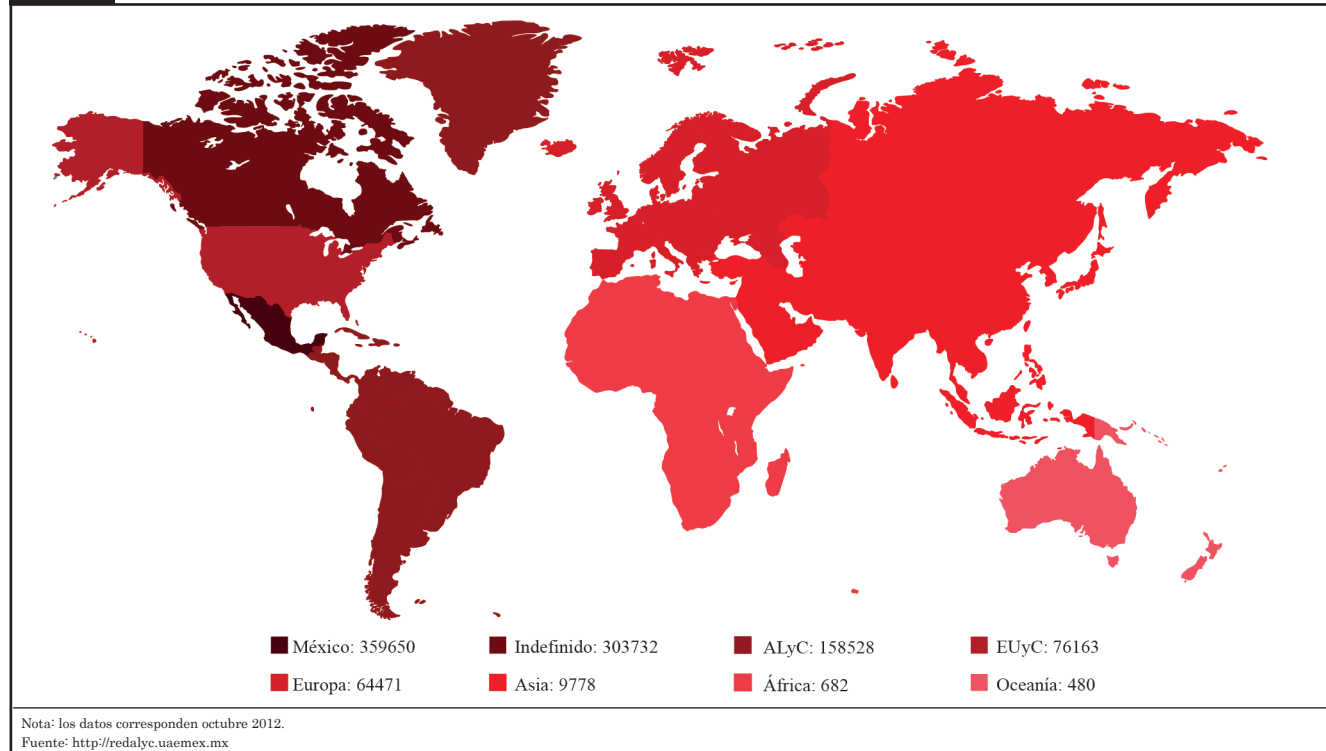 México: 359650 Indefinido: 303732 ALyC: 158528 EUyC: 76163
Europa: 64471 Asia: 9778 África: 682 Oceanía: 480
Nota: los datos corresponden octubre 2012.
Fuente: http://redalyc.uaemex.mx